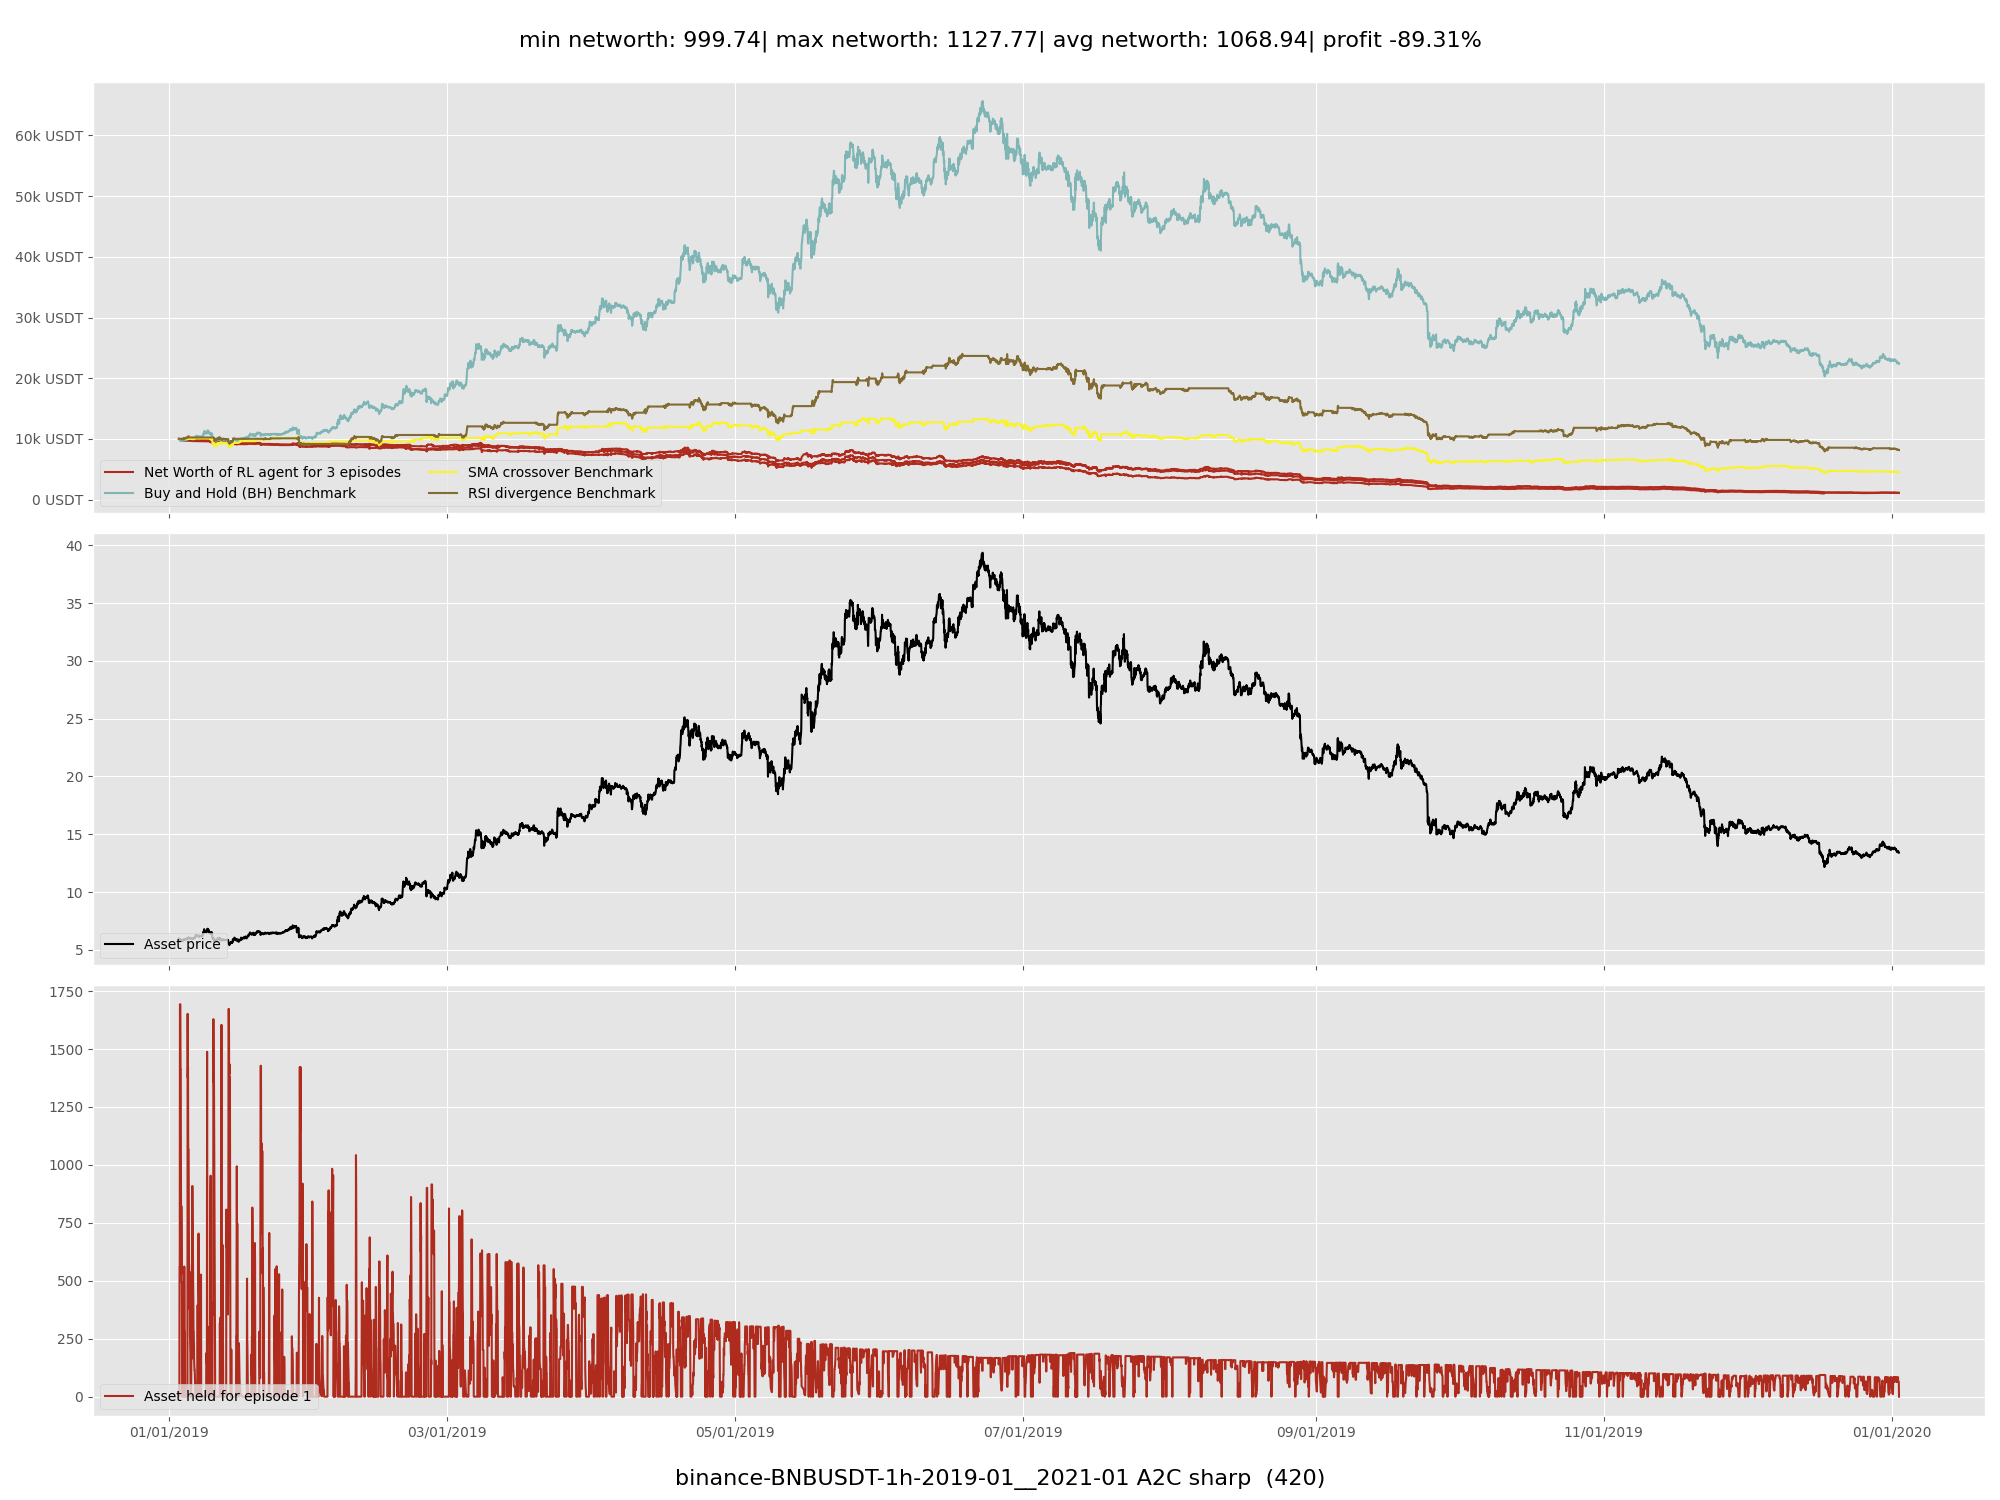 min networth: 999.74| max networth: 1127.77| avg networth: 1068.94| profit -89.31%
60k USDT
50k USDT
40k USDT
30k USDT
20k USDT
10k USDT
0 USDT
Net Worth of RL agent for 3 episodes
Buy and Hold (BH) Benchmark
SMA crossover Benchmark
RSI divergence Benchmark
40
35
30
25
20
15
10
5
Asset price
1750
1500
1250
1000
750
500
250
0
Asset held for episode 1
01/01/2019 03/01/2019 05/01/2019 07/01/2019 09/01/2019 11/01/2019 01/01/2020
binance-BNBUSDT-1h-2019-01__2021-01 A2C sharp (420)